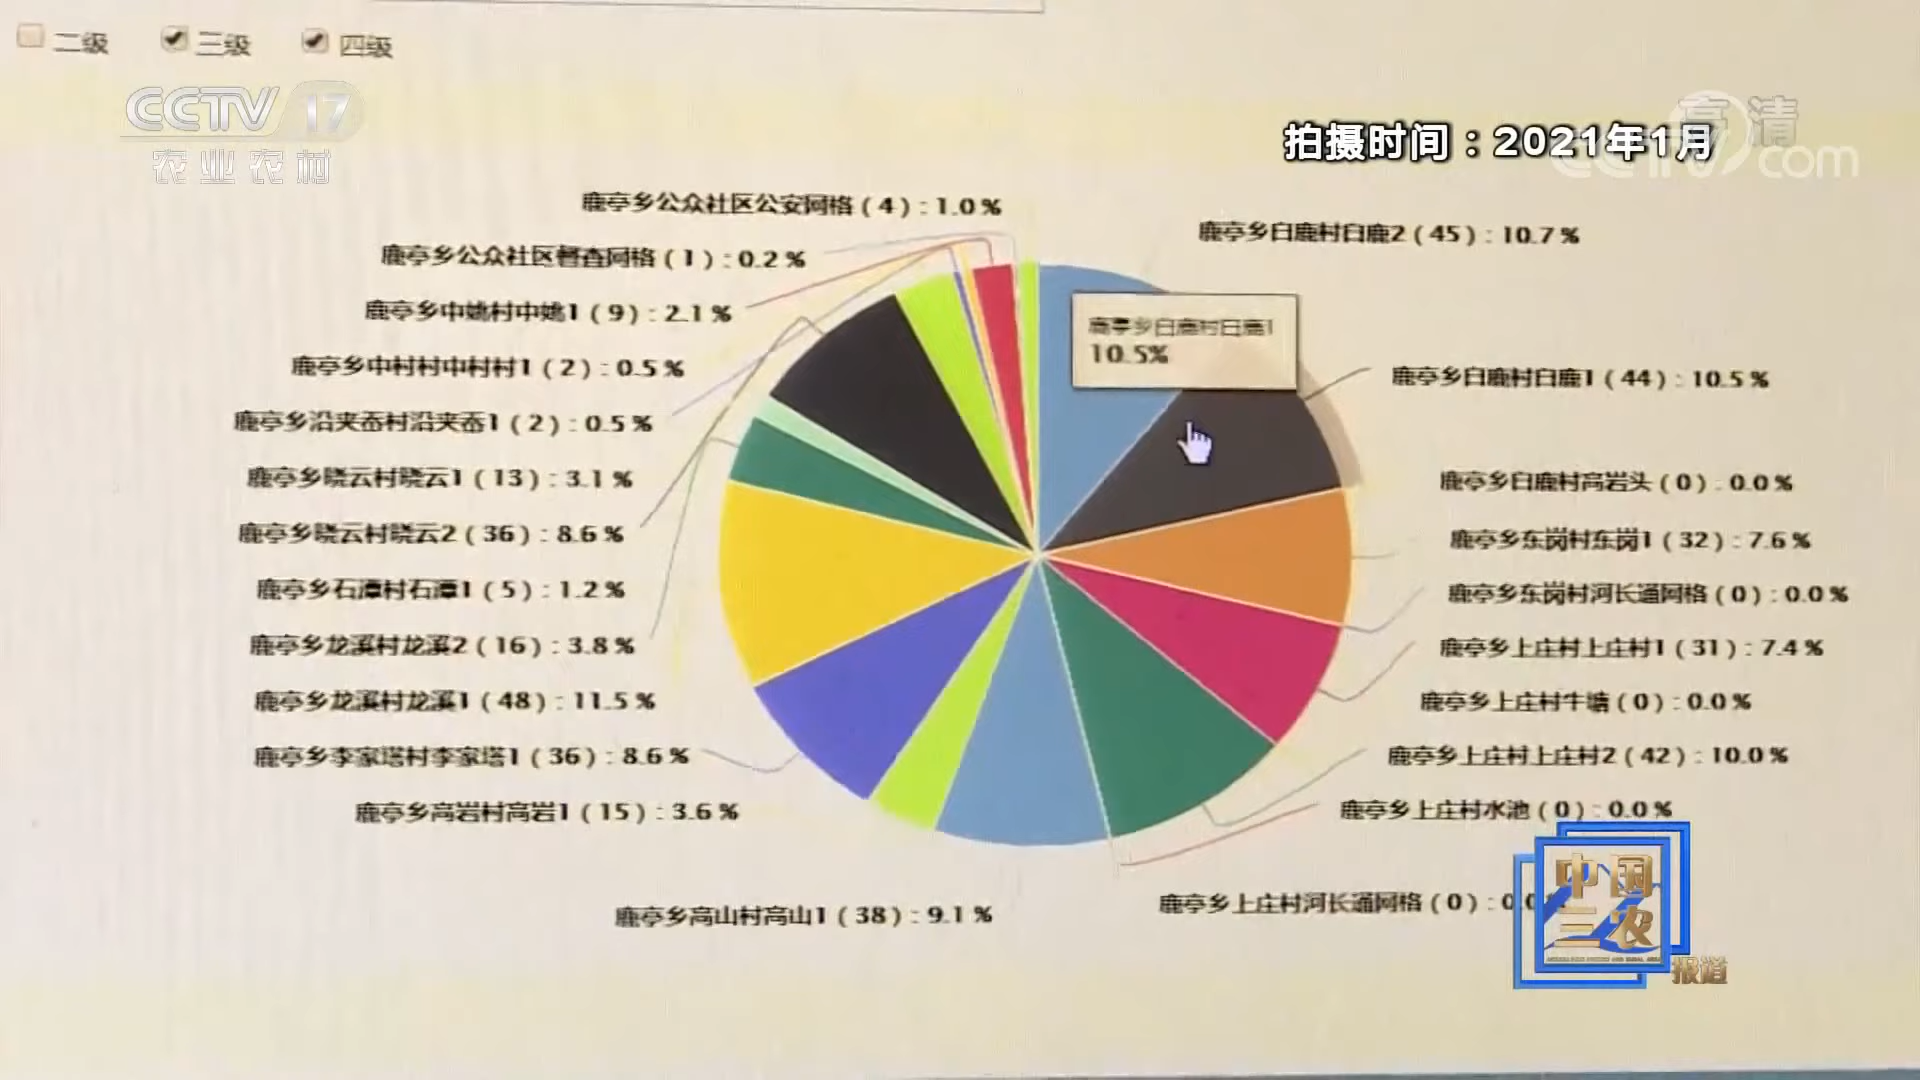 二级 三级 四级
CCTV 17
农业农村
拍摄时间：2021年1月
高清
CCTV com
鹿亭乡公众社区公安网格（4）: 1.0 %
鹿亭乡白鹿村白鹿2（45）: 10.7 %
鹿亭乡公众社区督查网格（1）: 0.2 %
鹿亭乡中姚村中姚1（9）: 2.1 %
鹿亭乡白鹿村白鹿1
10.5%
鹿亭乡中村村中村村1（2）: 0.5 %
鹿亭乡白鹿村白鹿1（44）: 10.5 %
鹿亭乡沿夹岙村沿夹岙1（2）: 0.5 %
鹿亭乡晓云村晓云1（13）: 3.1 %
鹿亭乡白鹿村高岩头（0）: 0.0 %
鹿亭乡晓云村晓云2（36）: 8.6 %
鹿亭乡东岗村东岗1（32）: 7.6 %
鹿亭乡石潭村石潭1（5）: 1.2 %
鹿亭乡东岗村河长通网格（0）: 0.0 %
鹿亭乡龙溪村龙溪2（16）: 3.8 %
鹿亭乡上庄村上庄村1（31）: 7.4 %
鹿亭乡龙溪村龙溪1（48）: 11.5 %
鹿亭乡上庄村牛塘（0）: 0.0 %
鹿亭乡李家塔村李家塔1（36）: 8.6 %
鹿亭乡上庄村上庄村2（42）: 10.0 %
鹿亭乡高岩村高岩1（15）: 3.6 %
鹿亭乡上庄村水池（0）: 0.0 %
鹿亭乡高山村高山1（38）: 9.1 %
鹿亭乡上庄村河长通网格（0）: 0.0
中国
三农
报道